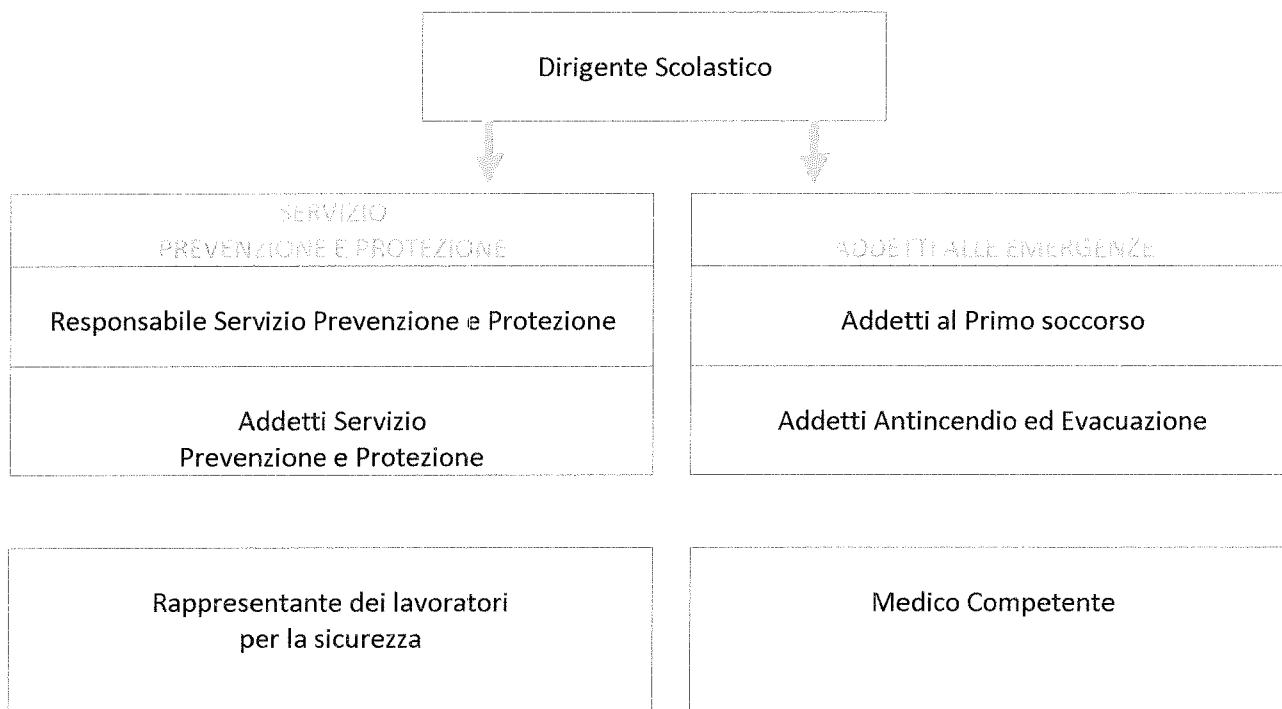 Dirigente Scolastico
SERVIZIO
PREVENZIONE E PROTEZIONE
Responsabile Servizio Prevenzione e Protezione
Addetti Servizio
Prevenzione e Protezione
ADDETTI ALLE EMERGENZE
Addetti al Primo soccorso
Addetti Antincendio ed Evacuazione
Rappresentante dei lavoratori
per la sicurezza
Medico Competente